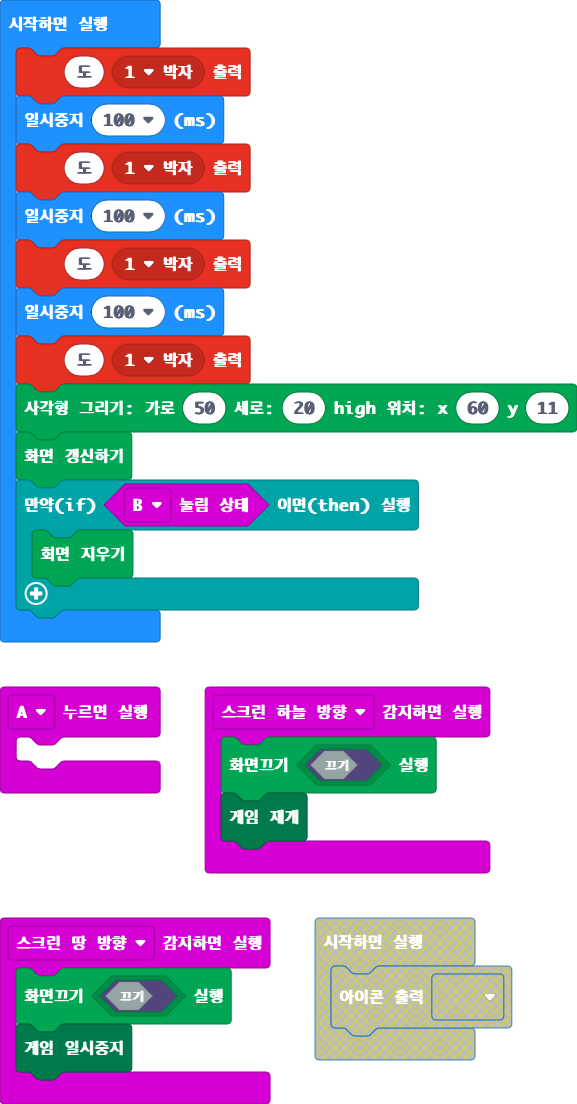 시작하면 실행
도 1 박자 출력
일시중지 100 (ms)
도 1 박자 출력
일시중지 100 (ms)
도 1 박자 출력
일시중지 100 (ms)
도 1 박자 출력
사각형 그리기: 가로 50 세로: 20 high 위치: x 60 y 11
화면 갱신하기
만약(if) B 눌림 상태 이면(then) 실행
회면 지우기
A 누르면 실행
스크린 하늘 방향 감지하면 실행
화면끄기 끄기 실행
게임 재개
스크린 땅 방향 감지하면 실행
화면끄기 끄기 실행
게임 일시중지
시작하면 실행
아이콘 출력